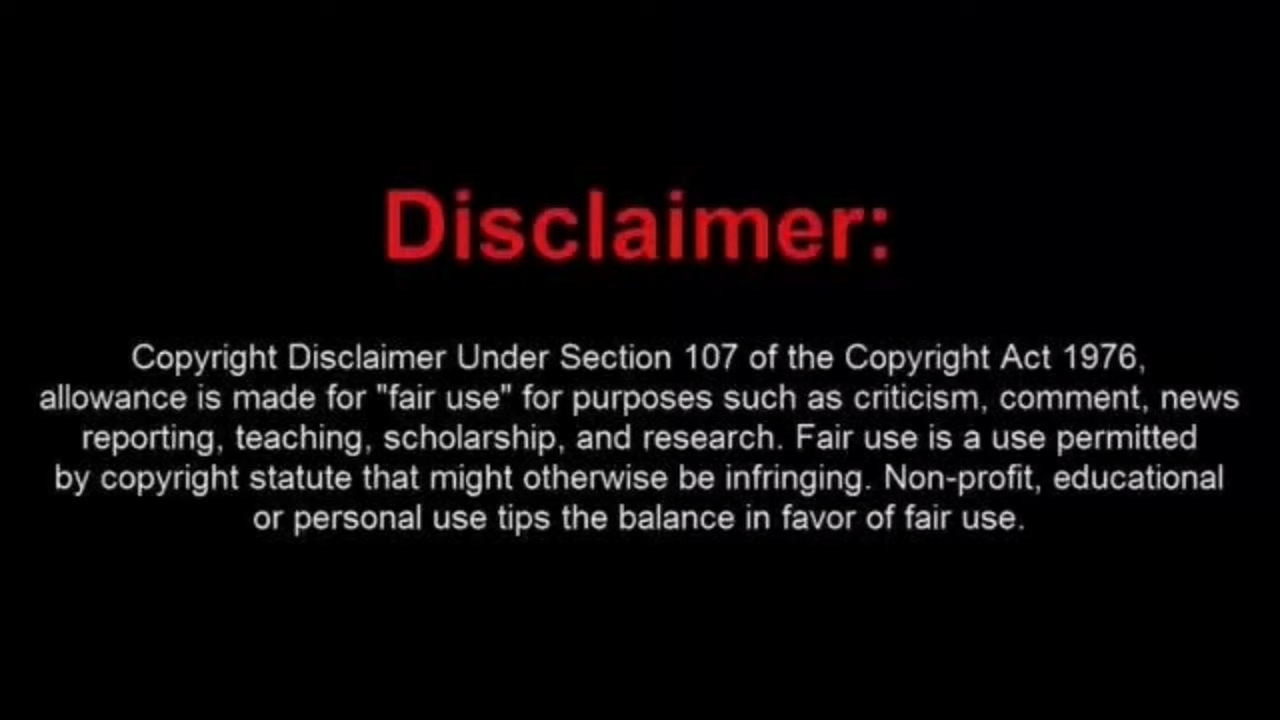 Disclaimer:
Copyright Disclaimer Under Section 107 of the Copyright Act 1976,
allowance is made for "fair use" for purposes such as criticism, comment, news
reporting, teaching, scholarship, and research. Fair use is a use permitted
by copyright statute that might otherwise be infringing. Non-profit, educational
or personal use tips the balance in favor of fair use.